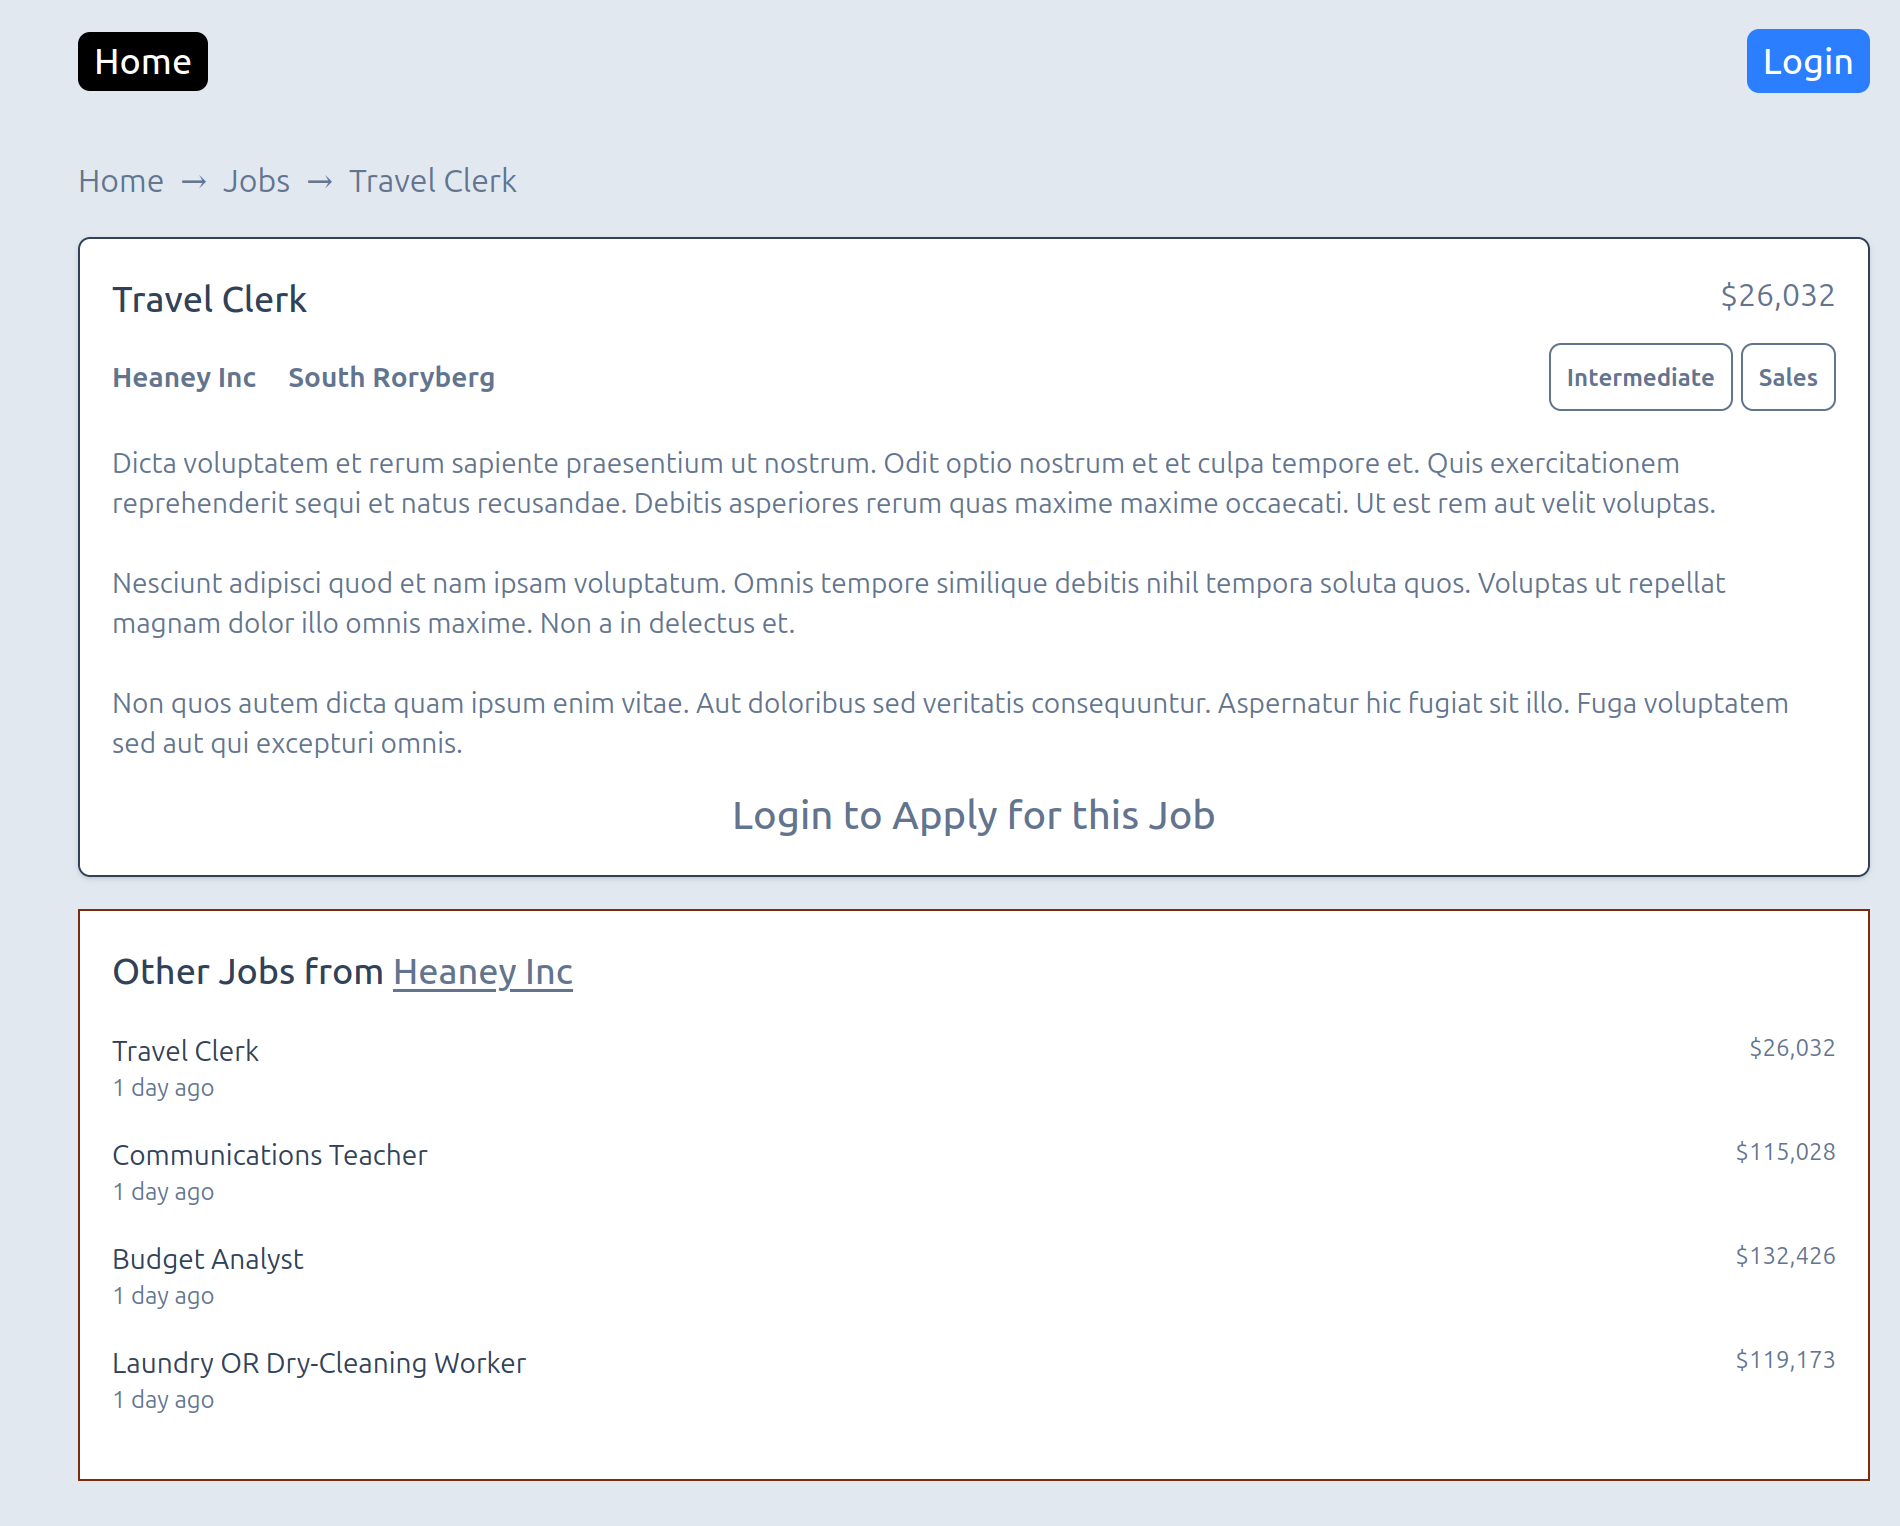 Home
Login
Home → Jobs → Travel Clerk
Travel Clerk
$26,032
Heaney Inc South Roryberg
Intermediate Sales
Dicta voluptatem et rerum sapiente praesentium ut nostrum. Odit optio nostrum et et culpa tempore et. Quis exercitationem
reprehenderit sequi et natus recusandae. Debitis asperiores rerum quas maxime maxime occaecati. Ut est rem aut velit voluptas.
Nesciunt adipisci quod et nam ipsam voluptatum. Omnis tempore similique debitis nihil tempora soluta quos. Voluptas ut repellat
magnam dolor illo omnis maxime. Non a in delectus et.
Non quos autem dicta quam ipsum enim vitae. Aut doloribus sed veritatis consequuntur. Aspernatur hic fugiat sit illo. Fuga voluptatem
sed aut qui excepturi omnis.
Login to Apply for this Job
Other Jobs from Heaney Inc
Travel Clerk
$26,032
1 day ago
Communications Teacher
$115,028
1 day ago
Budget Analyst
$132,426
1 day ago
Laundry OR Dry-Cleaning Worker
$119,173
1 day ago